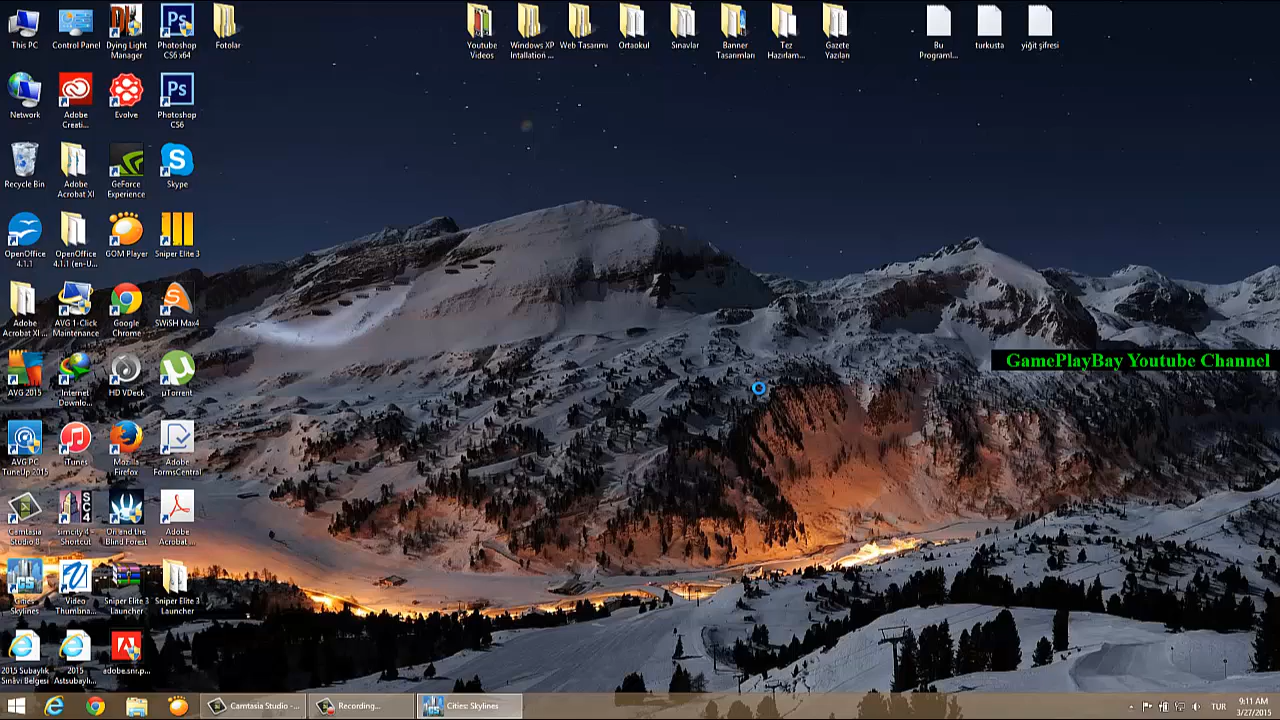 This PC
Control Panel
Dying Light
Manager
Photoshop
CS6 x64
Fotolar
Youtube
Videos
Windows XP
Intallation ...
Web Tasarımı
Ortaokul
Sınavlar
Banner
Tasarımları
Tez
Hazırlam...
Gazete
Yazıları
Bu
Programl...
turkusta
yiğit şifresi
Network
Adobe
Creati...
Evolve
Photoshop
CS6
Recycle Bin
Adobe
Acrobat XI
GeForce
Experience
Skype
OpenOffice
4.1.1
OpenOffice
4.1.1 (en-U...
GOM Player
Sniper Elite 3
Adobe
Acrobat XI ...
AVG 1-Click
Maintenance
Google
Chrome
SWiSH Max4
GamePlayBay Youtube Channel
AVG 2015
Internet
Downlo...
HD VDeck
µTorrent
AVG PC
TuneUp 2015
iTunes
Mozilla
Firefox
Adobe
FormsCentral
Camtasia
Studio 8
simcity 4 -
Shortcut
Ori and the
Blind Forest
Adobe
Acrobat ...
Cities
Skylines
Video
Thumbna...
Sniper Elite 3
Launcher
Sniper Elite 3
Launcher
2015 Subaylık
Sınavı Belgesi
2015
Astsubaylı...
adobe.snr.p...
Camtasia Studio - ...
Recording...
Cities: Skylines
TUR
9:11 AM
3/27/2015